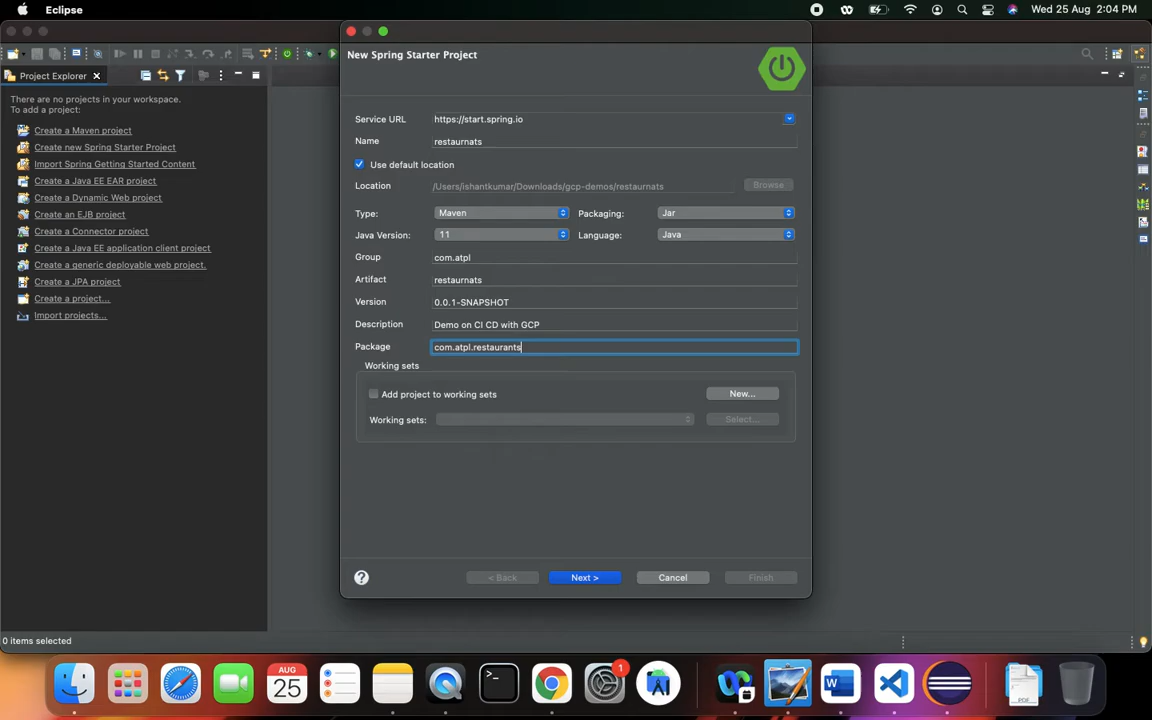 Eclipse
Wed 25 Aug 2:04 PM
New Spring Starter Project
Project Explorer
There are no projects in your workspace.
To add a project:
Create a Maven project
Create new Spring Starter Project
Import Spring Getting Started Content
Create a Java EE EAR project
Create a Dynamic Web project
Create an EJB project
Create a Connector project
Create a Java EE application client project
Create a generic deployable web project.
Create a JPA project
Create a project...
Import projects...
Service URL https://start.spring.io
Name restaurnats
Use default location
Location /Users/ishantkumar/Downloads/gcp-demos/restaurnats Browse
Type: Maven Packaging: Jar
Java Version: 11 Language: Java
Group com.atpl
Artifact restaurnats
Version 0.0.1-SNAPSHOT
Description Demo on CI CD with GCP
Package com.atpl.restaurants
Working sets
Add project to working sets New...
Working sets: Select...
? < Back Next > Cancel Finish
0 items selected
AUG
25
>_
1
W
PDF